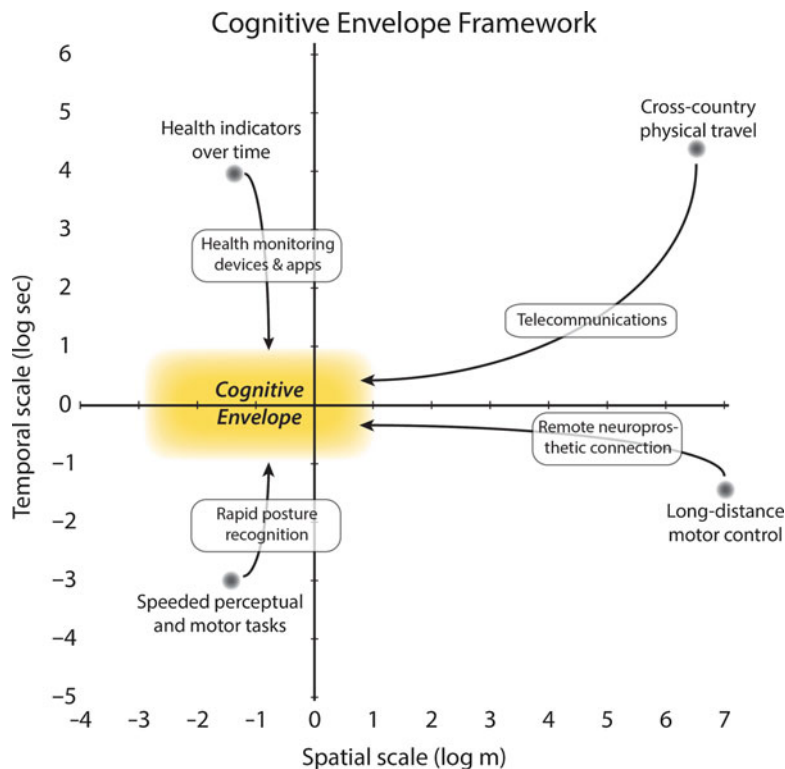 Cognitive Envelope Framework
6
5
4
3
2
1
0
–1
–2
–3
–4
–5
Temporal scale (log sec)
Health indicators
over time
Cross-country
physical travel
Health monitoring
devices & apps
Telecommunications
Cognitive
Envelope
Remote neuropros-
thetic connection
Rapid posture
recognition
Long-distance
motor control
Speeded perceptual
and motor tasks
–4 –3 –2 –1 0 1 2 3 4 5 6 7
Spatial scale (log m)